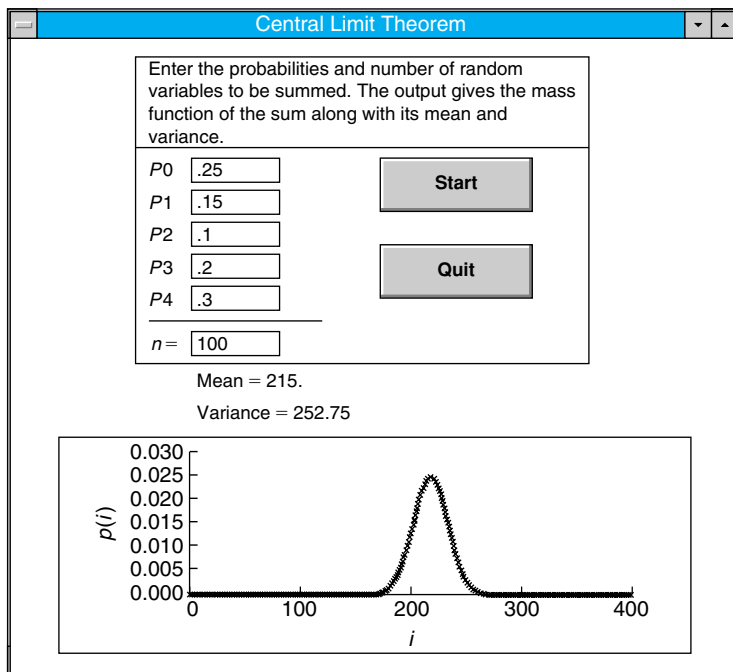 Central Limit Theorem
Enter the probabilities and number of random
variables to be summed. The output gives the mass
function of the sum along with its mean and
variance.
P0 .25
P1 .15
P2 .1
P3 .2
P4 .3
n = 100
Start
Quit
Mean = 215.
Variance = 252.75
0.030
0.025
0.020
0.015
0.010
0.005
0.000
p(i)
0 100 200 300 400
i